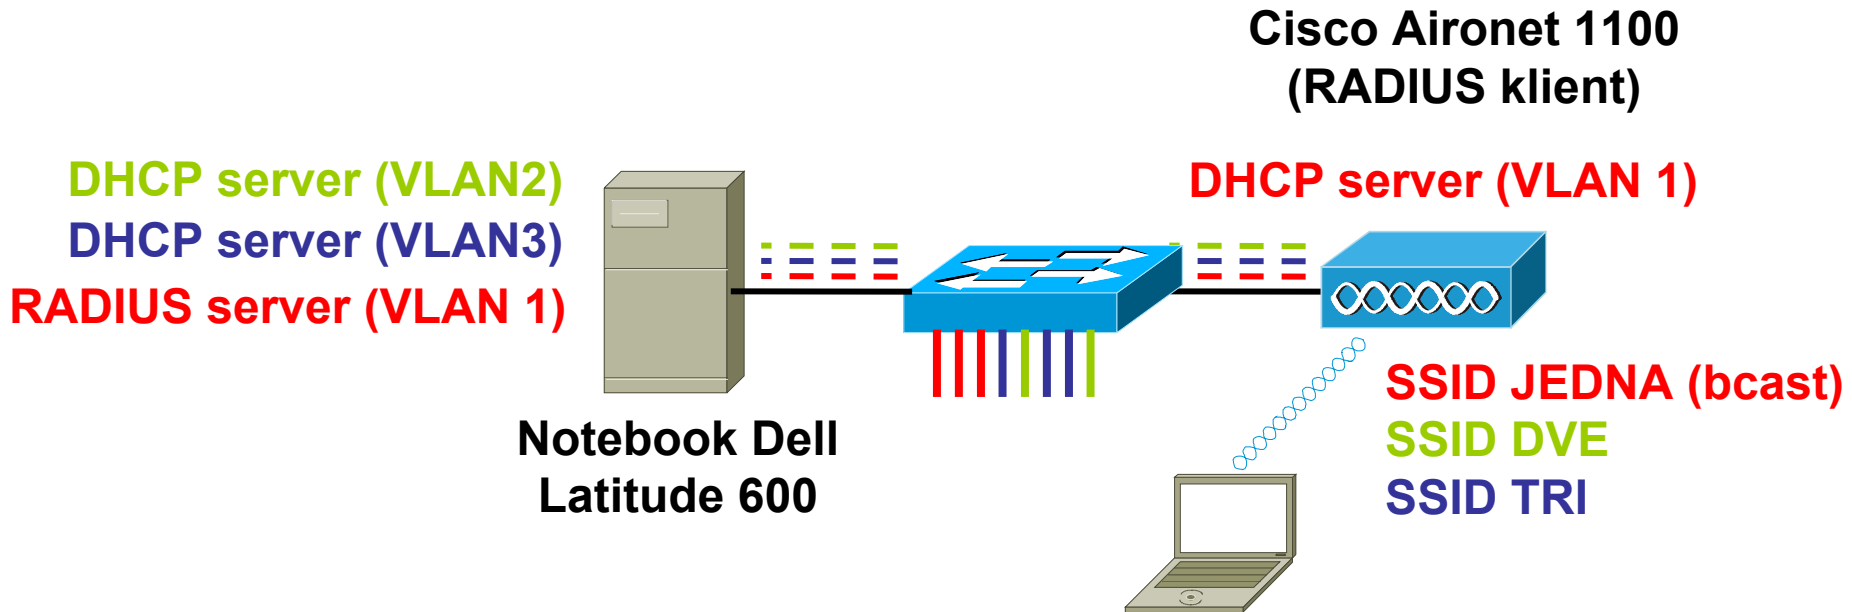 Cisco Aironet 1100
(RADIUS klient)
DHCP server (VLAN2)
DHCP server (VLAN3)
RADIUS server (VLAN 1)
DHCP server (VLAN 1)
Notebook Dell
Latitude 600
SSID JEDNA (bcast)
SSID DVE
SSID TRI